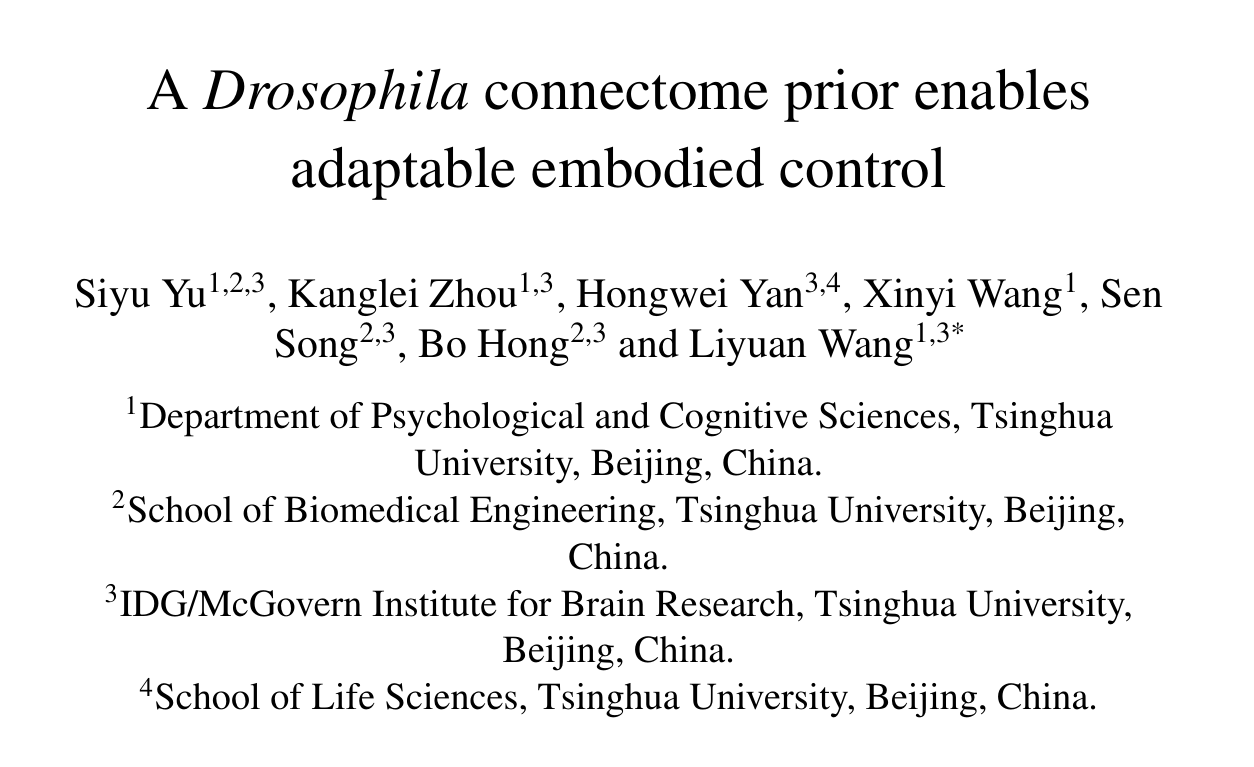 A Drosophila connectome prior enables
adaptable embodied control
Siyu Yu1,2,3, Kanglei Zhou1,3, Hongwei Yan3,4, Xinyi Wang1, Sen
Song2,3, Bo Hong2,3 and Liyuan Wang1,3*
1Department of Psychological and Cognitive Sciences, Tsinghua
University, Beijing, China.
2School of Biomedical Engineering, Tsinghua University, Beijing,
China.
3IDG/McGovern Institute for Brain Research, Tsinghua University,
Beijing, China.
4School of Life Sciences, Tsinghua University, Beijing, China.